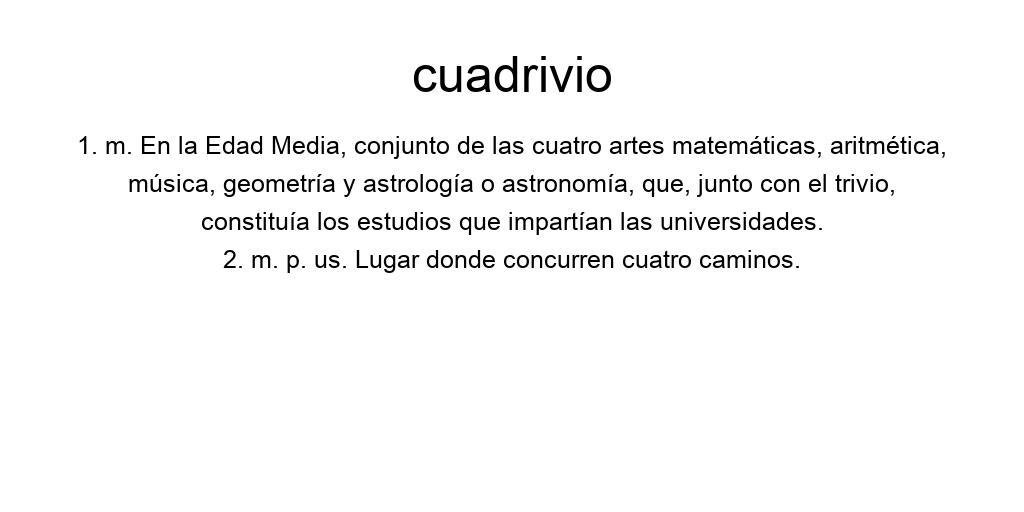 cuadrivio
1. m. En la Edad Media, conjunto de las cuatro artes matemáticas, aritmética,
música, geometría y astrología o astronomía, que, junto con el trivio,
constituía los estudios que impartían las universidades.
2. m. p. us. Lugar donde concurren cuatro caminos.